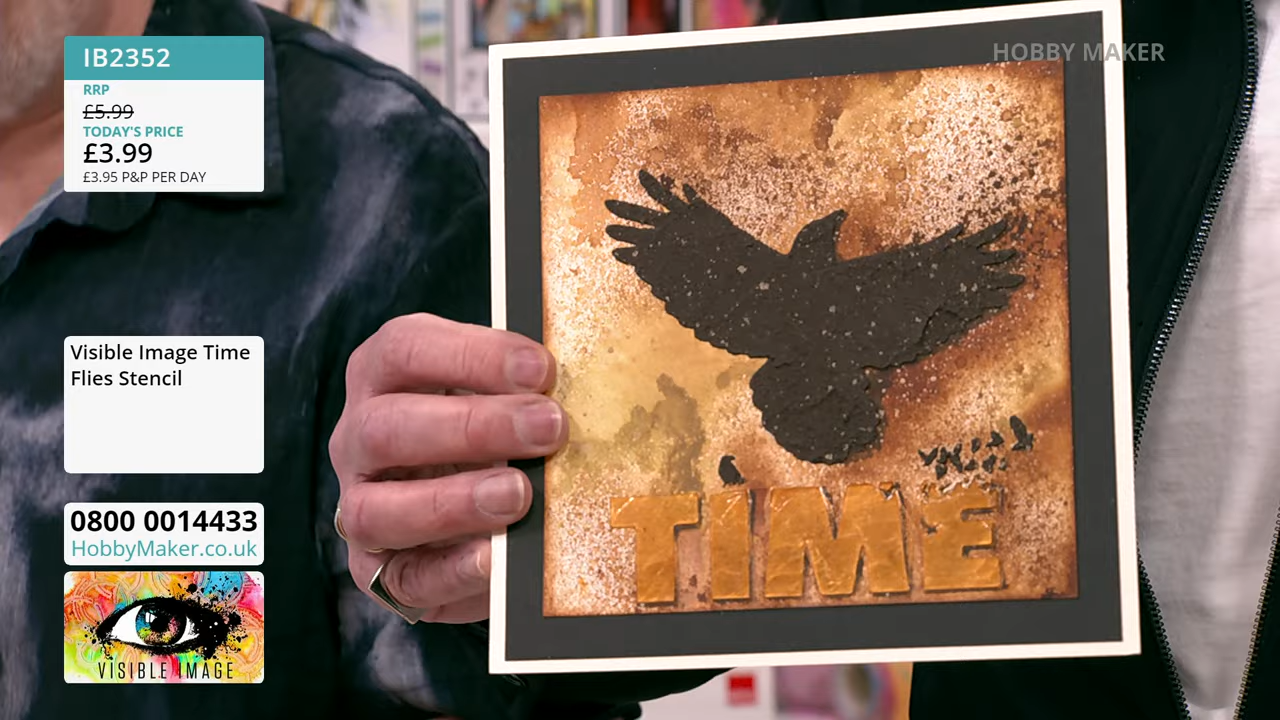 IB2352
RRP
£5.99
TODAY'S PRICE
£3.99
£3.95 P&P PER DAY
Visible Image Time
Flies Stencil
0800 0014433
HobbyMaker.co.uk
VISIBLE IMAGE
HOBBY MAKER
TIME